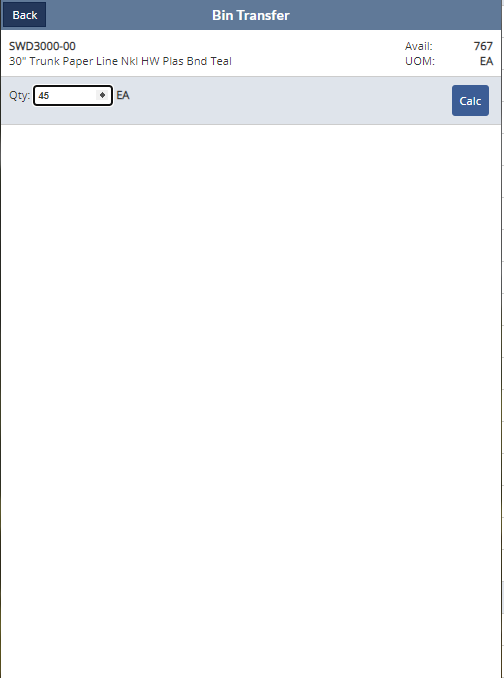 Back
Bin Transfer
SWD3000-00
Avail: 767
30" Trunk Paper Line Nkl HW Plas Bnd Teal
UOM: EA
Qty: 45 EA
Calc